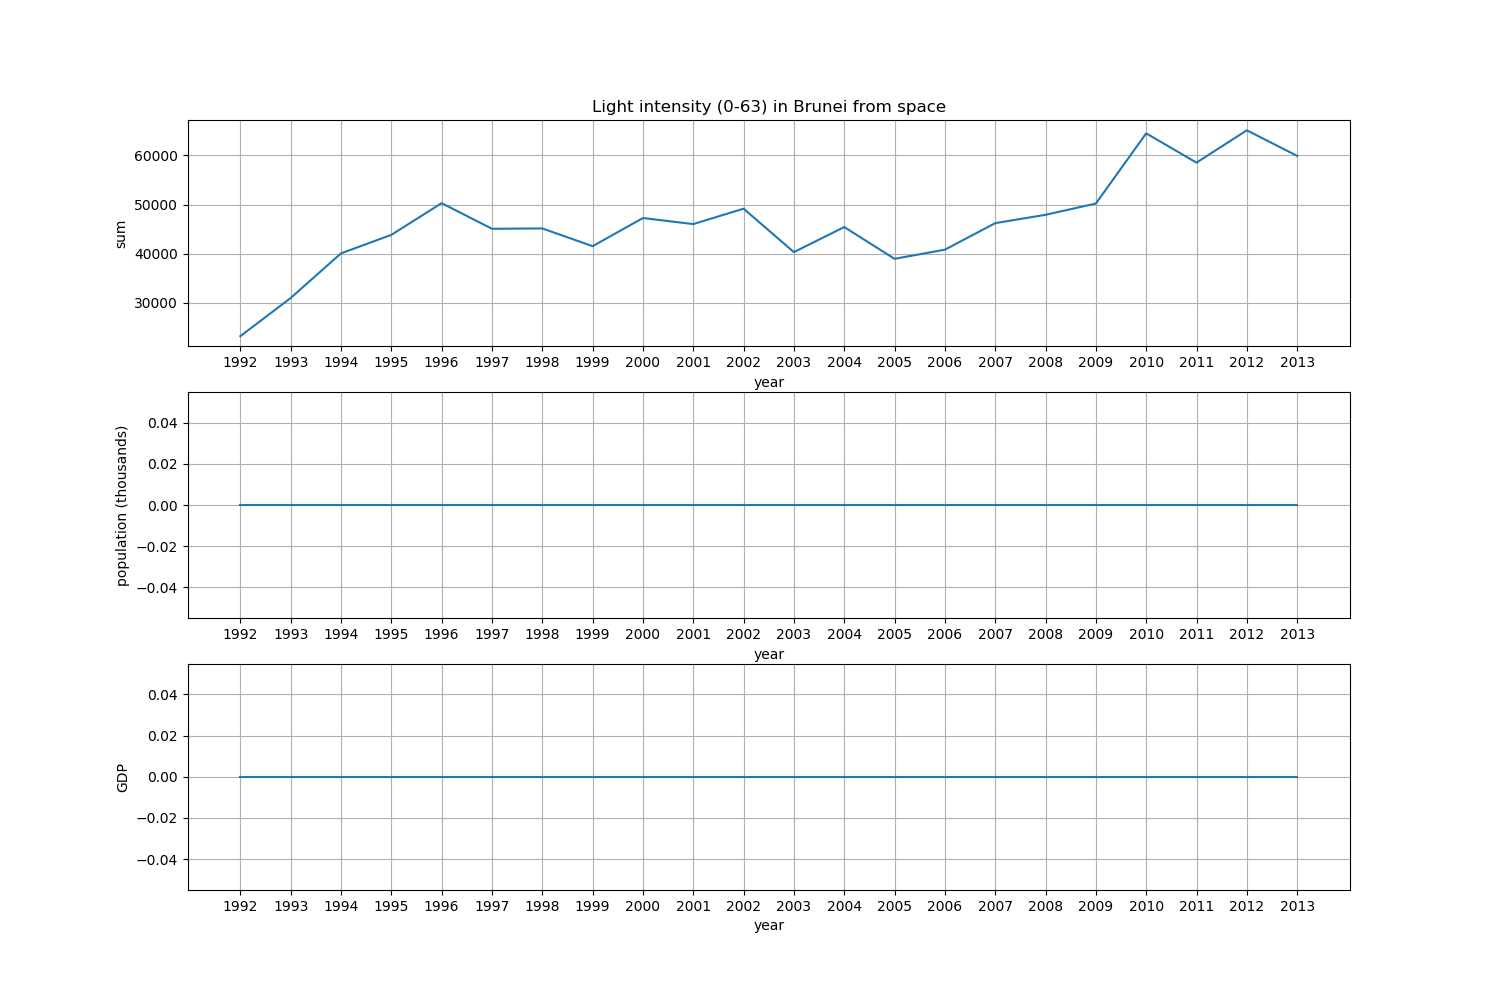 Light intensity (0-63) in Brunei from space
60000
50000
40000
30000
sum
1992 1993 1994 1995 1996 1997 1998 1999 2000 2001 2002 2003 2004 2005 2006 2007 2008 2009 2010 2011 2012 2013
year
0.04
0.02
0.00
−0.02
−0.04
population (thousands)
1992 1993 1994 1995 1996 1997 1998 1999 2000 2001 2002 2003 2004 2005 2006 2007 2008 2009 2010 2011 2012 2013
year
0.04
0.02
0.00
−0.02
−0.04
GDP
1992 1993 1994 1995 1996 1997 1998 1999 2000 2001 2002 2003 2004 2005 2006 2007 2008 2009 2010 2011 2012 2013
year